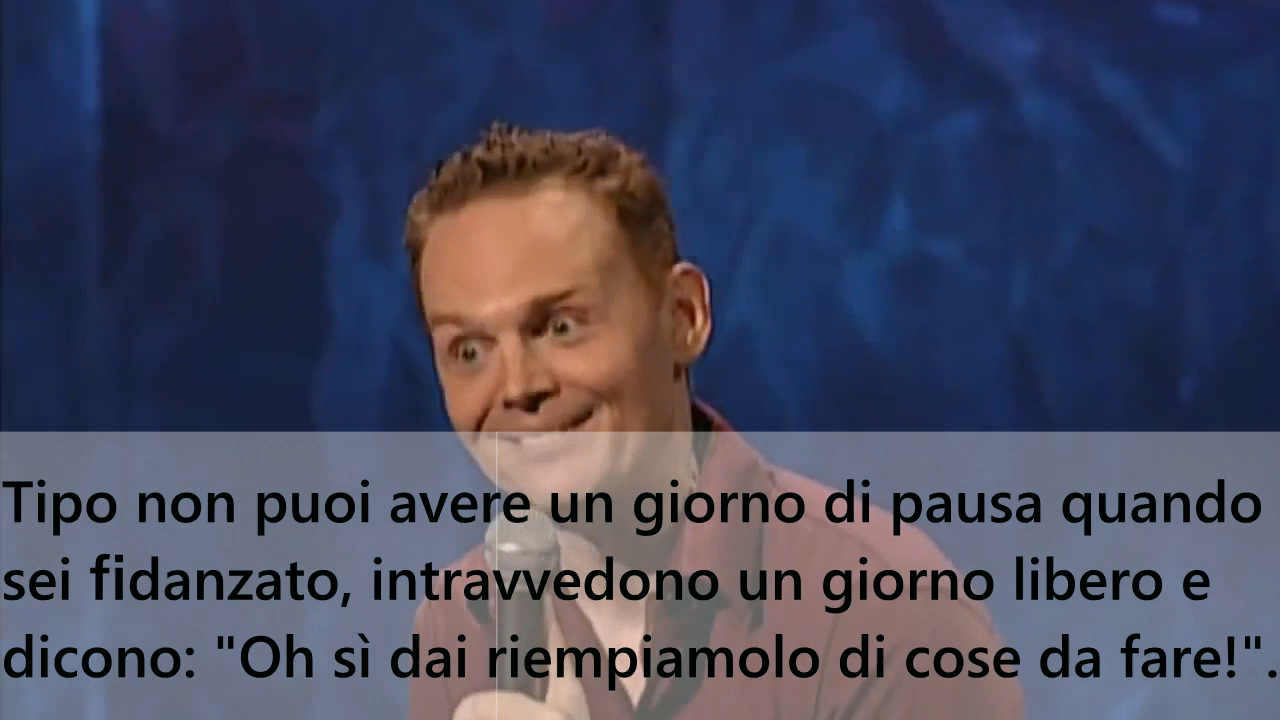 Tipo non puoi avere un giorno di pausa quando
sei fidanzato, intravvedono un giorno libero e
dicono: "Oh sì dai riempiamolo di cose da fare!".